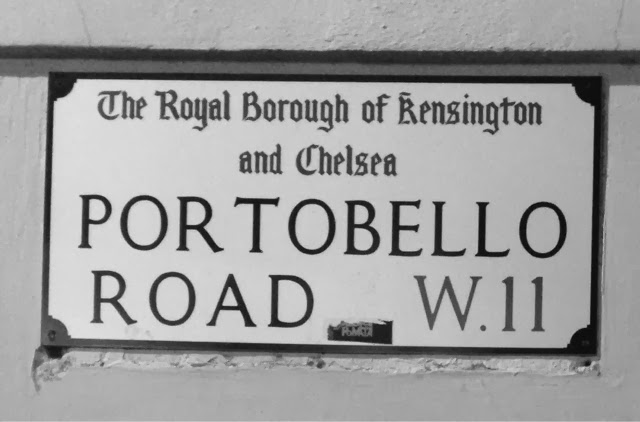 The Royal Borough of Kensington
and Chelsea
PORTOBELLO
ROAD W.11